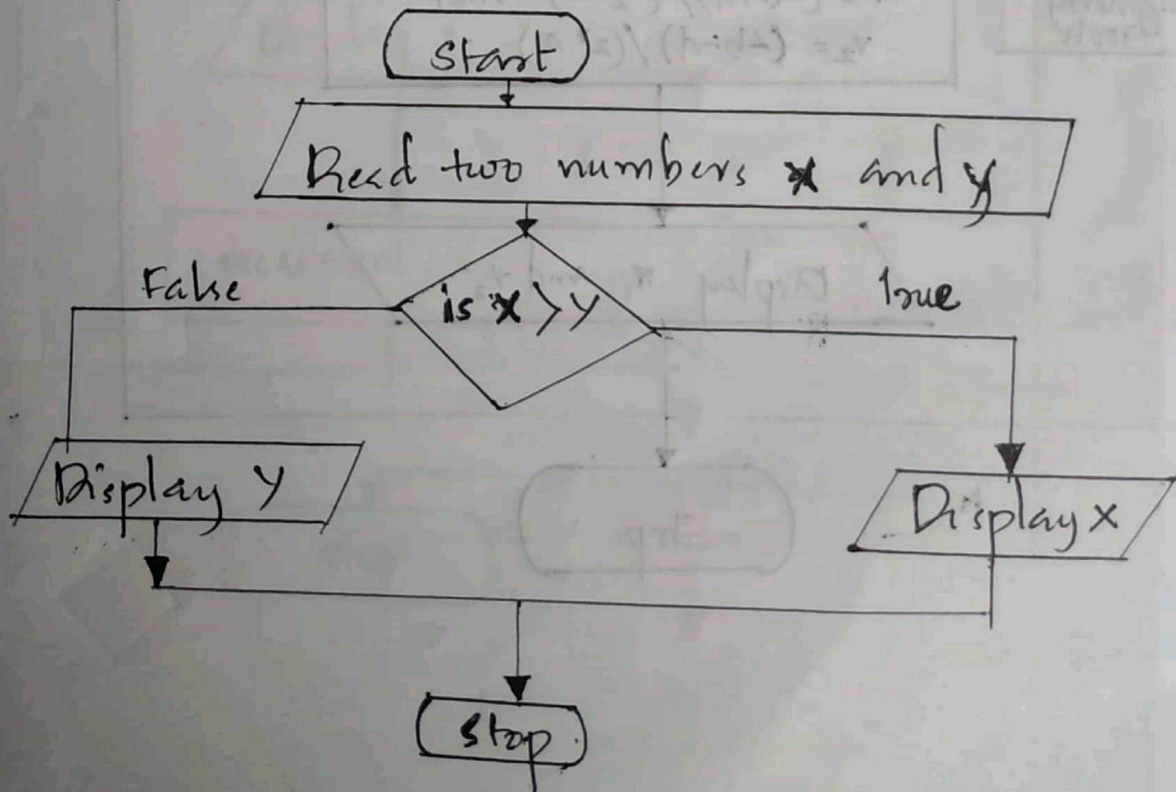 Start
Read two numbers x and y
is x > y
False
True
Display y
Display x
Stop